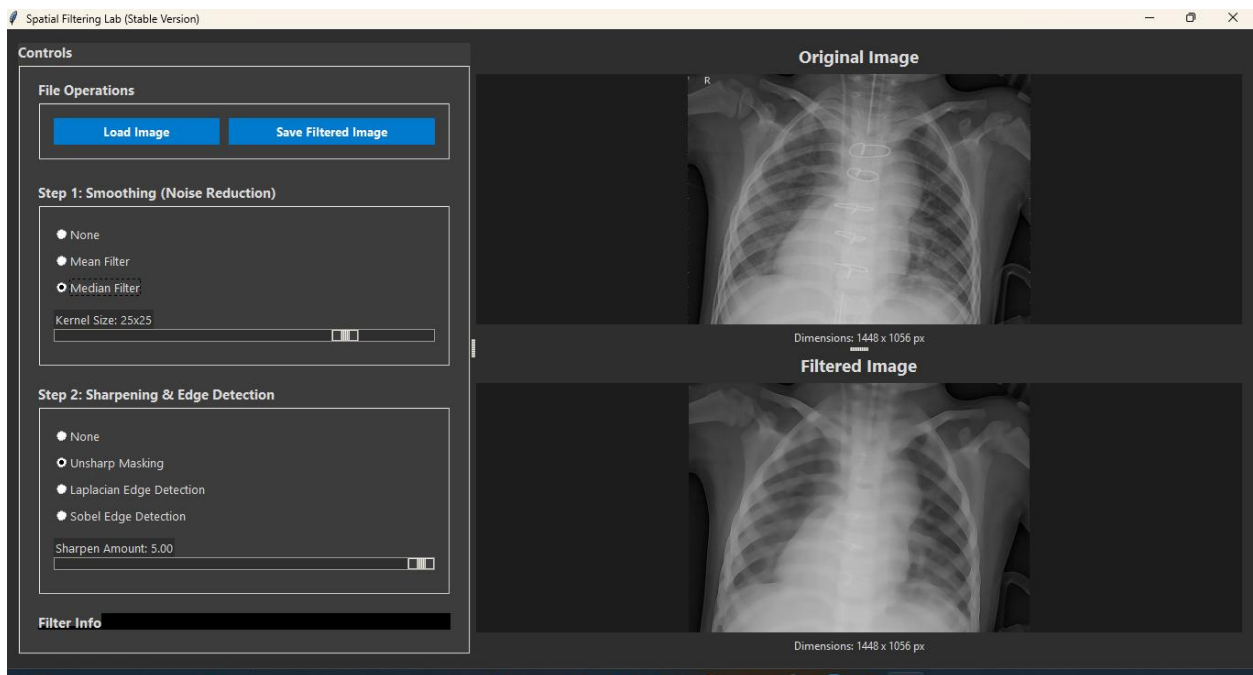 Spatial Filtering Lab (Stable Version)
Controls
File Operations
Load Image
Save Filtered Image
Step 1: Smoothing (Noise Reduction)
None
Mean Filter
Median Filter
Kernel Size: 25x25
Step 2: Sharpening & Edge Detection
None
Unsharp Masking
Laplacian Edge Detection
Sobel Edge Detection
Sharpen Amount: 5.00
Filter Info
Original Image
R
Dimensions: 1448 x 1056 px
Filtered Image
Dimensions: 1448 x 1056 px